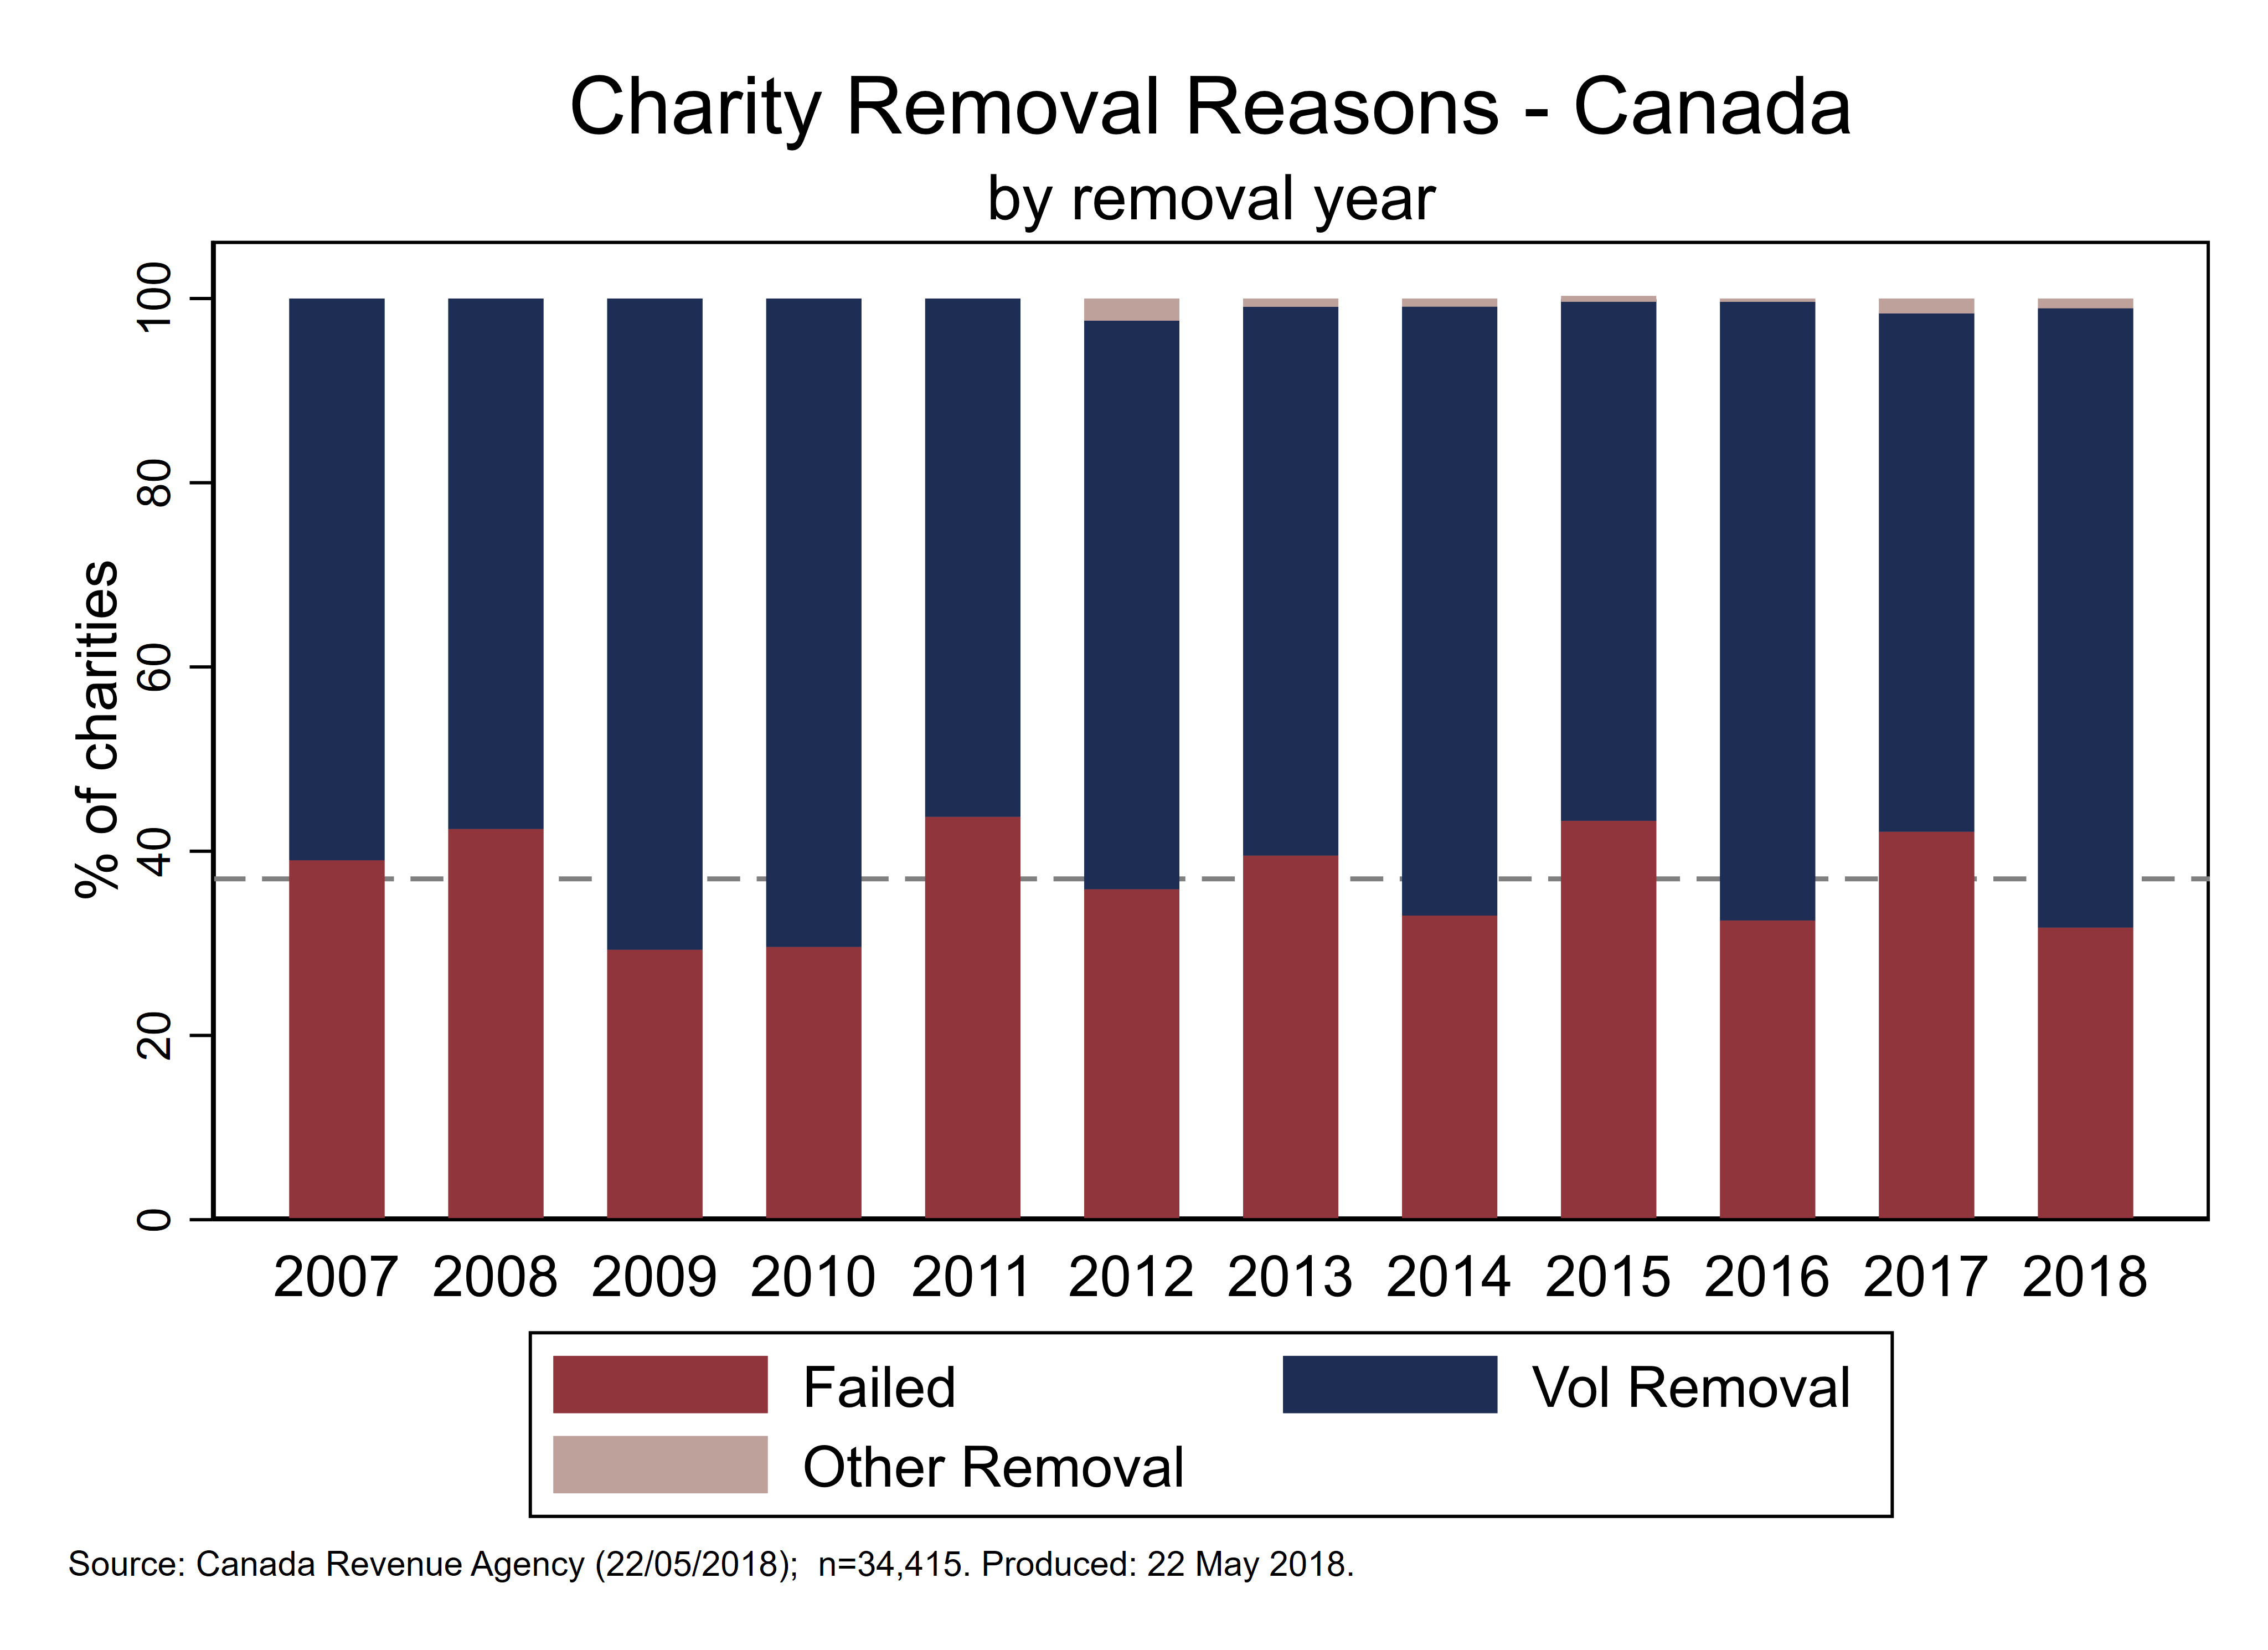 Charity Removal Reasons - Canada
by removal year
% of charities
100
80
60
40
20
0
2007 2008 2009 2010 2011 2012 2013 2014 2015 2016 2017 2018
Failed
Vol Removal
Other Removal
Source: Canada Revenue Agency (22/05/2018);  n=34,415. Produced: 22 May 2018.